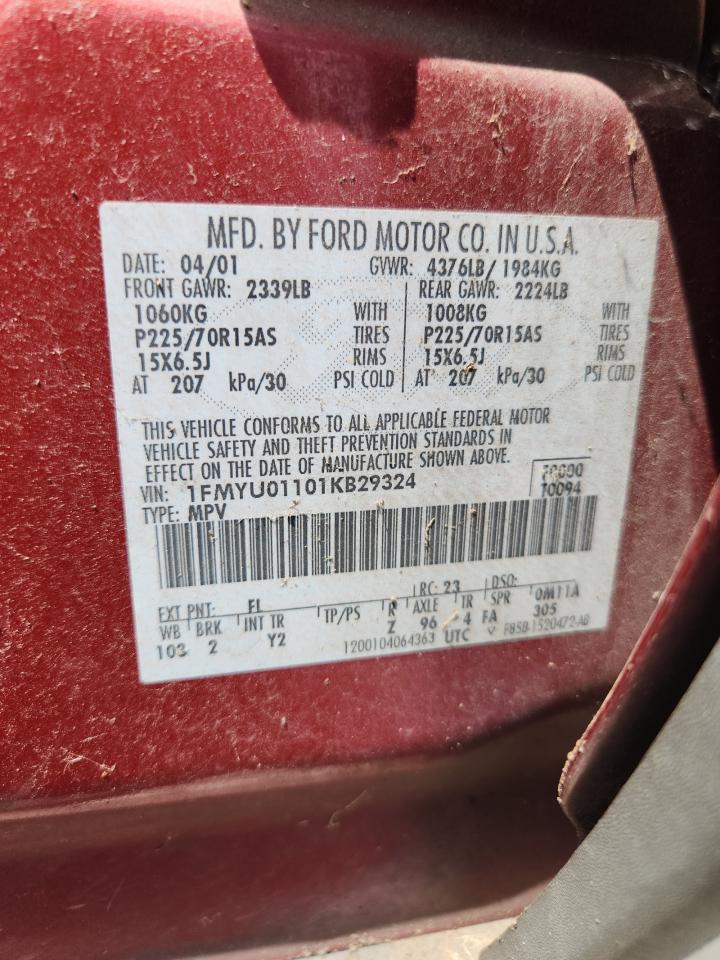 MFD. BY FORD MOTOR CO. IN U.S.A.
DATE: 04/01 GVWR: 4376LB/ 1984KG
FRONT GAWR: 2339LB REAR GAWR: 2224LB
1060KG WITH 1008KG WITH
P225/70R15AS TIRES P225/70R15AS TIRES
15X6.5J RIMS 15X6.5J RIMS
AT 207 kPa/30 PSI COLD AT 207 kPa/30 PSI COLD
THIS VEHICLE CONFORMS TO ALL APPLICABLE FEDERAL MOTOR
VEHICLE SAFETY AND THEFT PREVENTION STANDARDS IN
EFFECT ON THE DATE OF MANUFACTURE SHOWN ABOVE.
VIN: 1FMYU01101KB29324
TYPE: MPV T0094
EXT PNT: FL RC: 23 DSO:
WB BRK INT TR TP/PS R AXLE TR SPR 0M11A
103 2 Y2 Z 96 4 FA 305
1200104064363 UTC F85B-1520472-AB